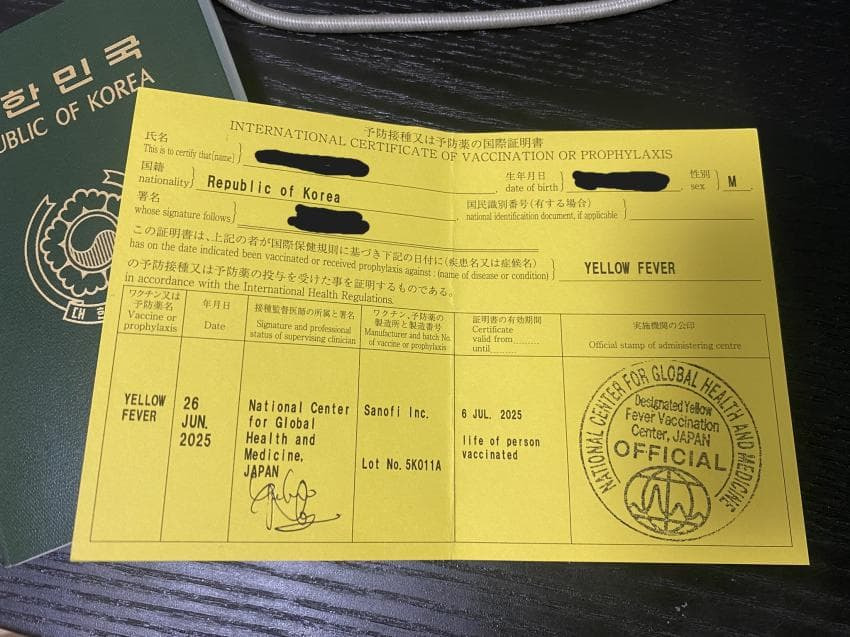 대한민국
REPUBLIC OF KOREA
대한
予防接種又は予防薬の国際証明書
INTERNATIONAL CERTIFICATE OF VACCINATION OR PROPHYLAXIS
氏名
This is to certify that [name]
生年月日
date of birth
性別
sex
M
国籍
nationality
Republic of Korea
国民識別番号(有する場合)
national identificaition document, if applicable
署名
whose signature follows
この証明書は、上記の者が国際保健規則に基づき下記の日付に(疾患名又は症候名)
has on the date indicated been vaccinated or received prophylaxis against: (name of disease or condition)
YELLOW FEVER
の予防接種又は予防薬の投与を受けた事を証明するものである。
in accordance with the International Health Regulations.
ワクチン又は
予防薬名
Vaccine or
prophylaxis
年月日
Date
接種監督医師の所属と署名
Signature and professional
status of supervising clinician
ワクチン、予防薬の
製造所と製造番号
Manufacturer and batch No.
of vaccine or prophylaxis
証明書の有効期間
Certificate
valid from........
until........
実施機関の公印
Official stamp of administering centre
YELLOW
FEVER
26
JUN.
2025
National Center
for Global
Health and
Medicine,
JAPAN
Sanofi Inc.
Lot No. 5K011A
6 JUL. 2025
life of person
vaccinated
NATIONAL CENTER FOR GLOBAL HEALTH AND MEDICINE
Designated Yellow
Fever Vaccination
Center, JAPAN
OFFICIAL